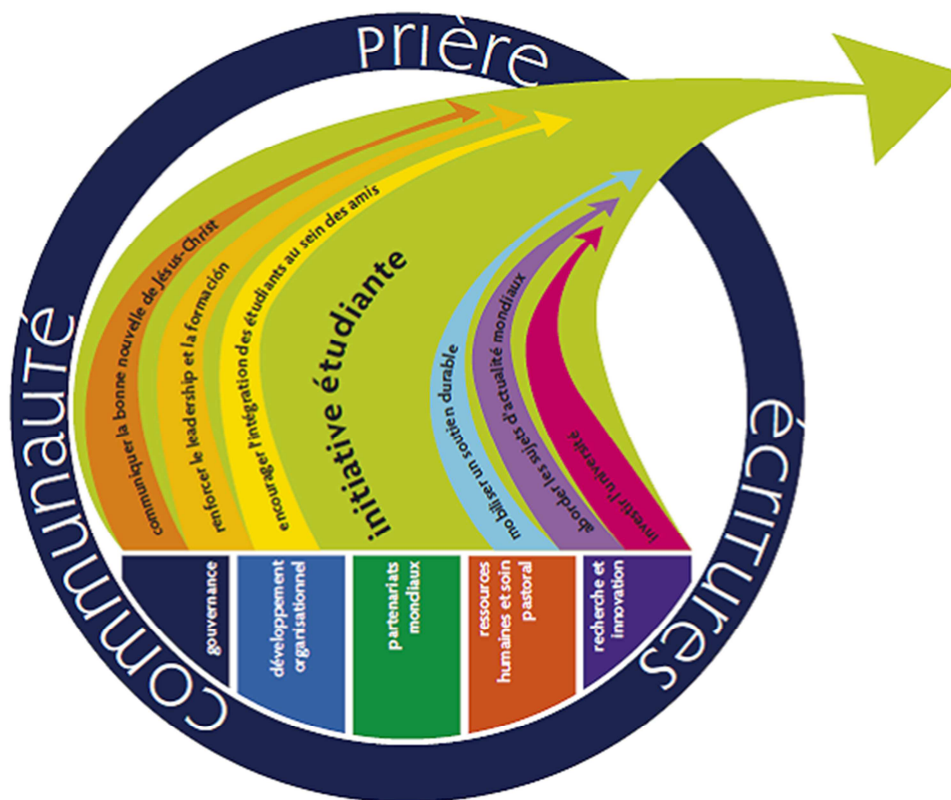 prière
communauté
écritures
communiquer la bonne nouvelle de Jésus-Christ
renforcer le leadership et la formación
encourager l'intégration des étudiants au sein des amis
initiative étudiante
mobiliser un soutien durable
aborder les sujets d'actualité mondiaux
investir l'université
gouvernance
développement
organisationnel
partenariats
mondiaux
ressources
humaines et soin
pastoral
recherche et
innovation